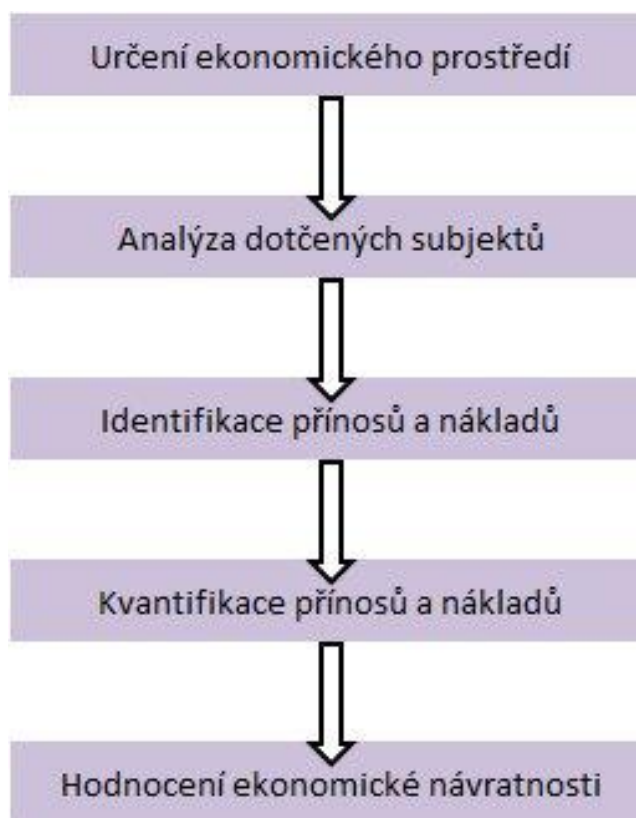 Určení ekonomického prostředí
Analýza dotčených subjektů
Identifikace přínosů a nákladů
Kvantifikace přínosů a nákladů
Hodnocení ekonomické návratnosti